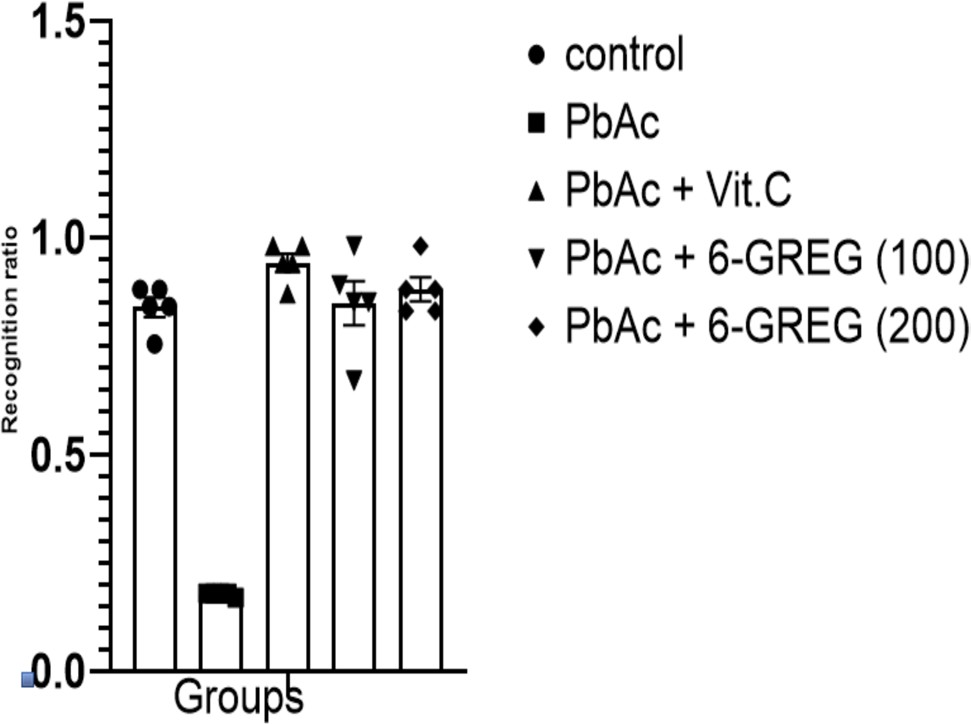 1.5
1.0
0.5
0.0
Recognition ratio
Groups
control
PbAc
PbAc + Vit.C
PbAc + 6-GREG (100)
PbAc + 6-GREG (200)